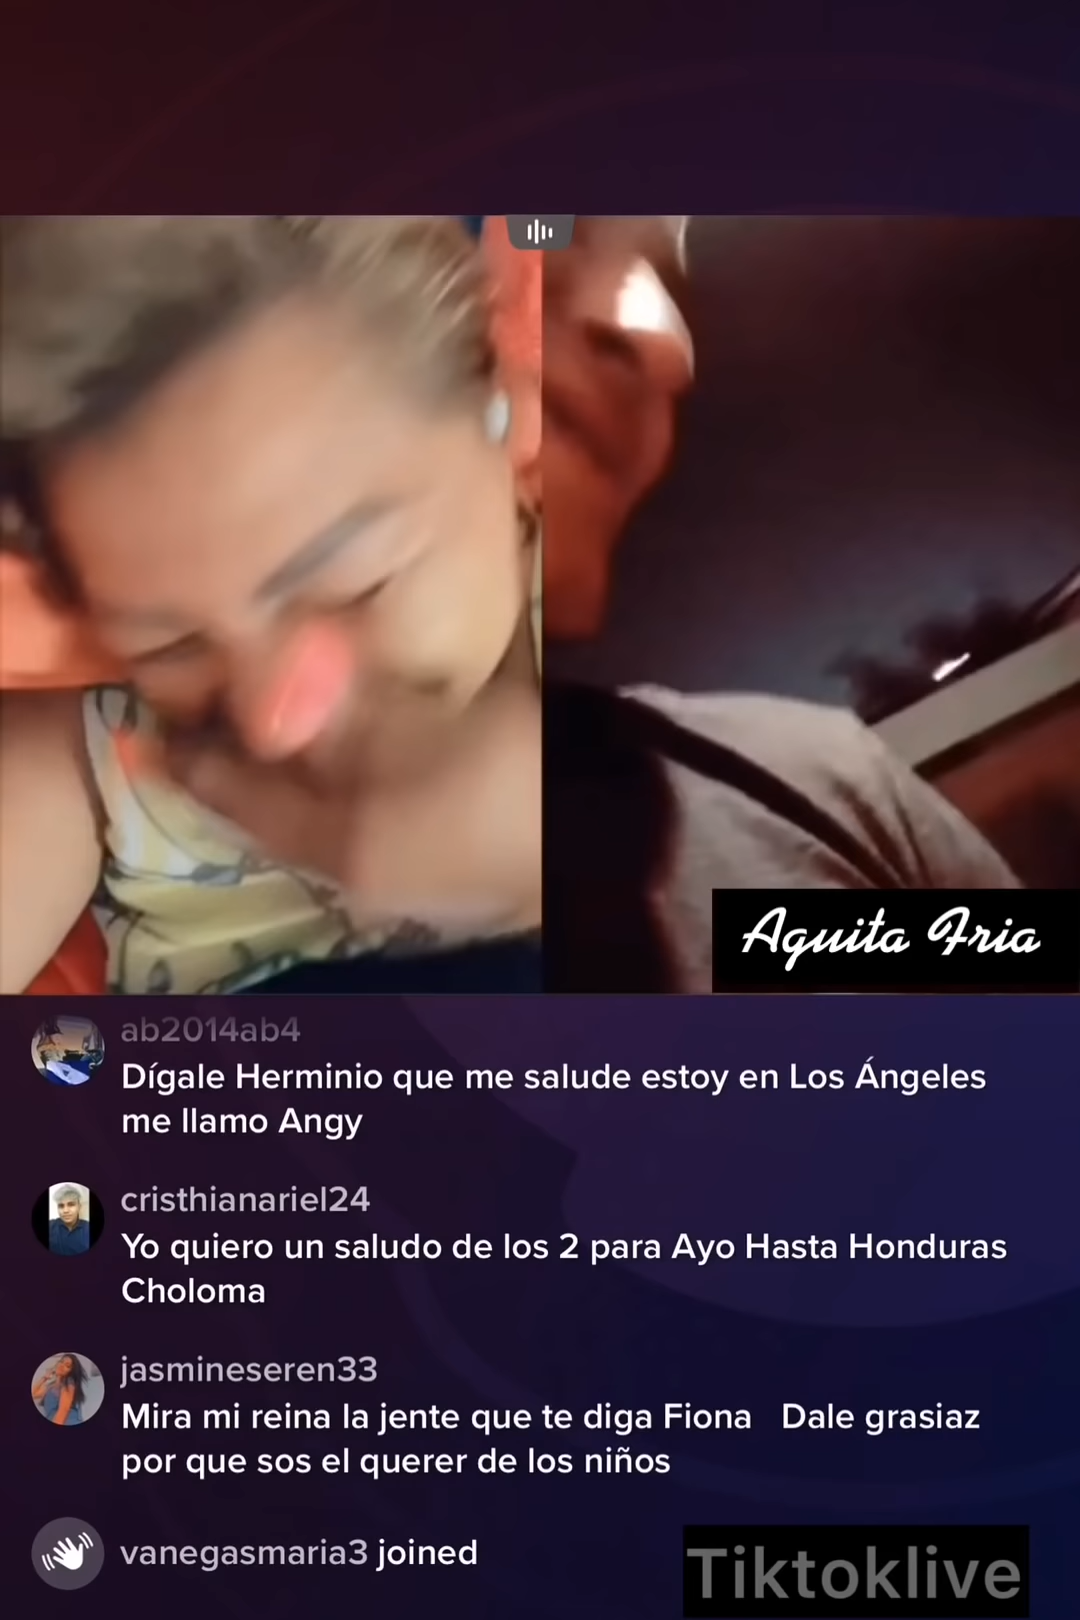 Aguita Fria
ab2014ab4
Dígale Herminio que me salude estoy en Los Ángeles
me llamo Angy
cristhianariel24
Yo quiero un saludo de los 2 para Ayo Hasta Honduras
Choloma
jasmineseren33
Mira mi reina la jente que te diga Fiona Dale grasiaz
por que sos el querer de los niños
vanegasmaria3 joined
Tiktoklive